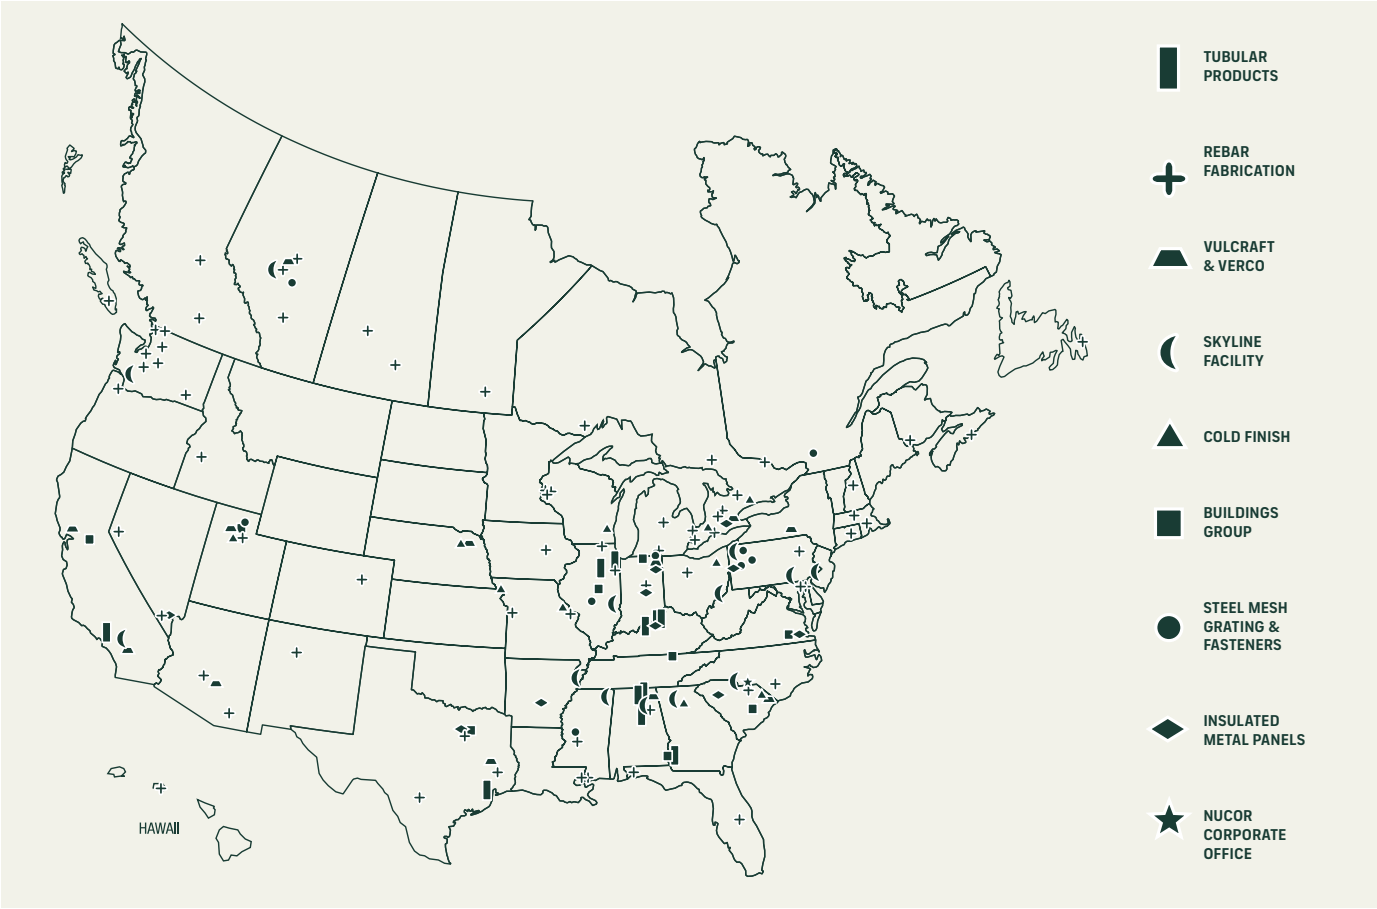 TUBULAR
PRODUCTS
REBAR
FABRICATION
VULCRAFT
& VERCO
SKYLINE
FACILITY
COLD FINISH
BUILDINGS
GROUP
STEEL MESH
GRATING &
FASTENERS
INSULATED
METAL PANELS
NUCOR
CORPORATE
OFFICE
HAWAII